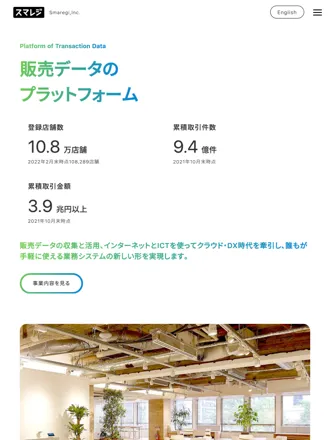 スマレジ Smaregi,Inc.
English
Platform of Transaction Data
販売データの
プラットフォーム
登録店舗数
10.8 万店舗
2022年2月末時点108,289店舗
累積取引件数
9.4 億件
2021年10月末時点
累積取引金額
3.9 兆円以上
2021年10月末時点
販売データの収集と活用、インターネットとICTを使ってクラウド・DX時代を牽引し、誰もが
手軽に使える業務システムの新しい形を実現します。
事業内容を見る